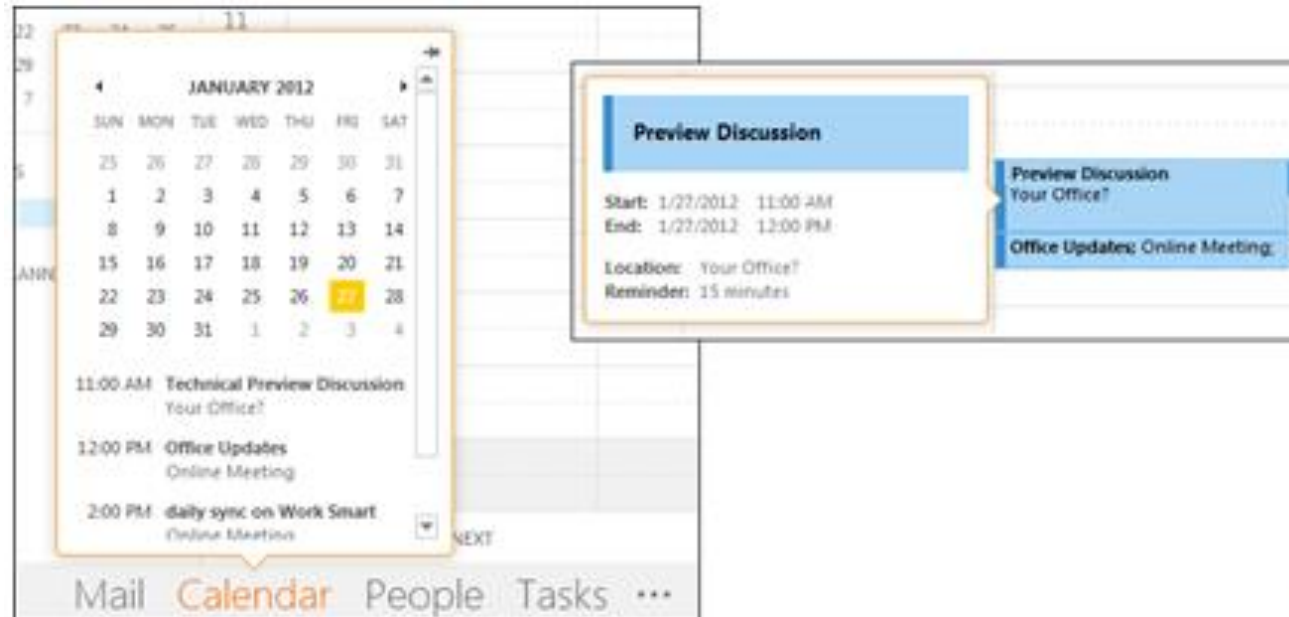 22
29
7
S
ANN
11
JANUARY 2012
SUN MON TUE WED THU FRI SAT
25 26 27 28 29 30 31
1 2 3 4 5 6 7
8 9 10 11 12 13 14
15 16 17 18 19 20 21
22 23 24 25 26 27 28
29 30 31 1 2 3 4
11:00 AM Technical Preview Discussion
Your Office?
12:00 PM Office Updates
Online Meeting
2:00 PM daily sync on Work Smart
Online Meeting
NEXT
Mail Calendar People Tasks ...
Preview Discussion
Start: 1/27/2012 11:00 AM
End: 1/27/2012 12:00 PM
Location: Your Office?
Reminder: 15 minutes
Preview Discussion
Your Office?
Office Updates; Online Meeting;